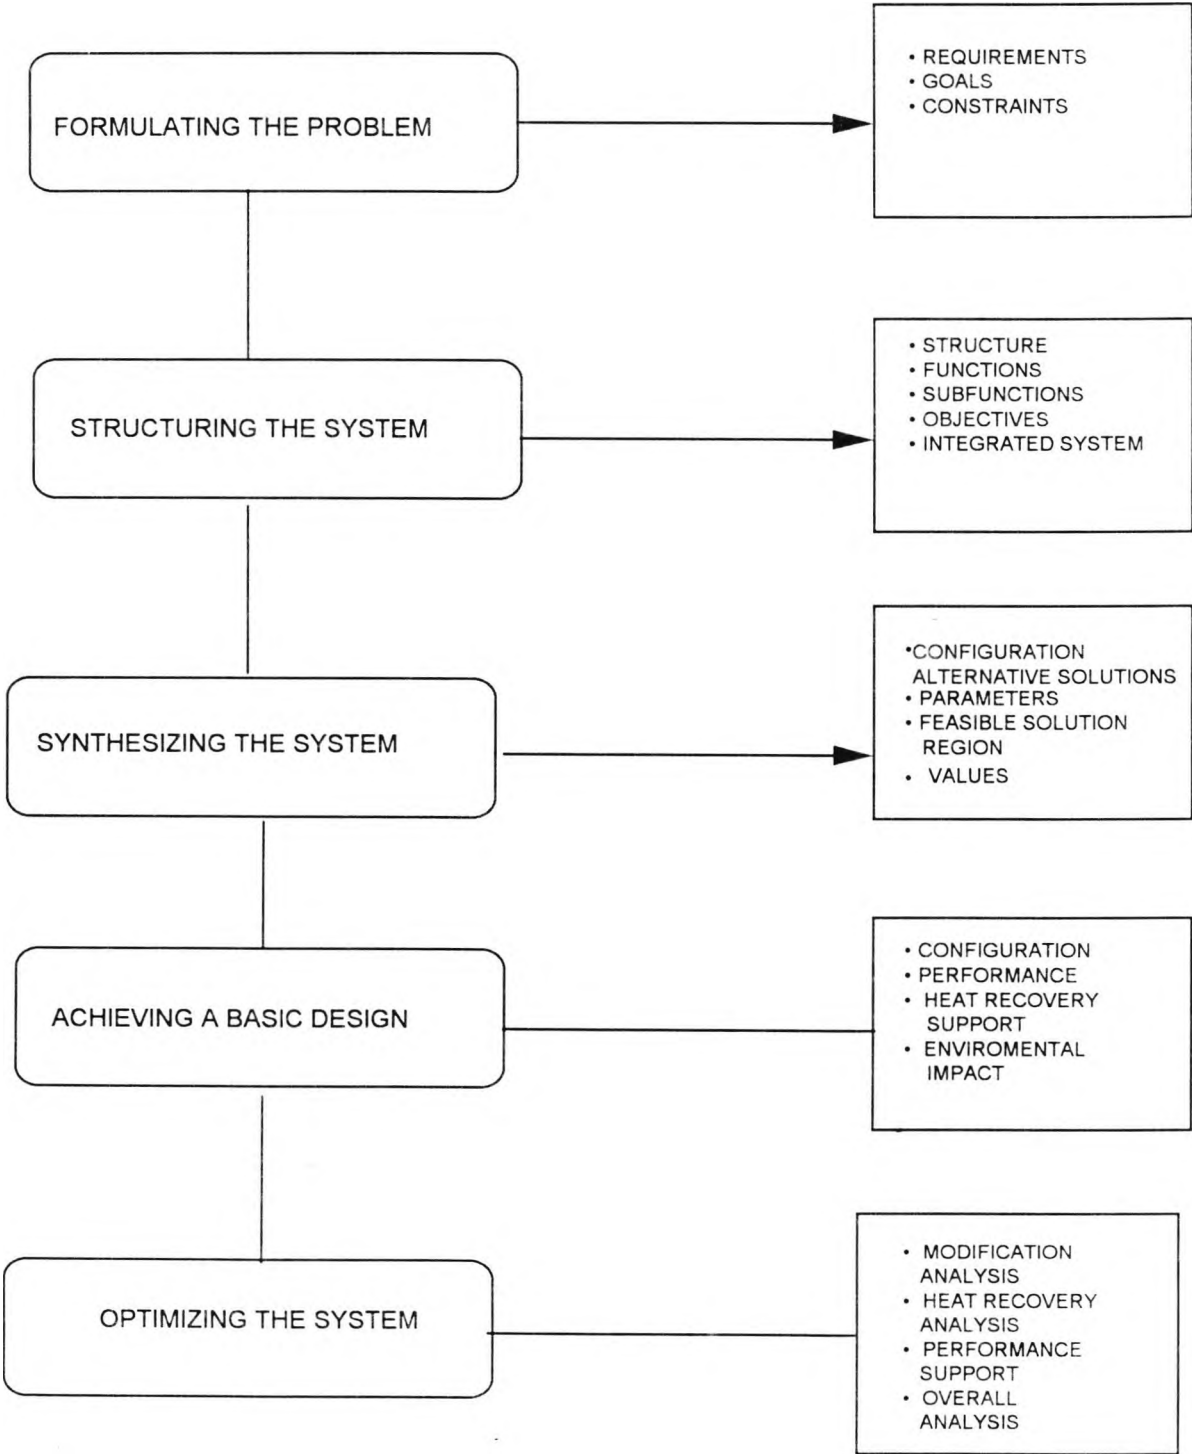 FORMULATING THE PROBLEM
• REQUIREMENTS
• GOALS
• CONSTRAINTS
STRUCTURING THE SYSTEM
• STRUCTURE
• FUNCTIONS
• SUBFUNCTIONS
• OBJECTIVES
• INTEGRATED SYSTEM
SYNTHESIZING THE SYSTEM
•CONFIGURATION
ALTERNATIVE SOLUTIONS
• PARAMETERS
• FEASIBLE SOLUTION
REGION
• VALUES
ACHIEVING A BASIC DESIGN
• CONFIGURATION
• PERFORMANCE
• HEAT RECOVERY
SUPPORT
• ENVIROMENTAL
IMPACT
OPTIMIZING THE SYSTEM
• MODIFICATION
ANALYSIS
• HEAT RECOVERY
ANALYSIS
• PERFORMANCE
SUPPORT
• OVERALL
ANALYSIS